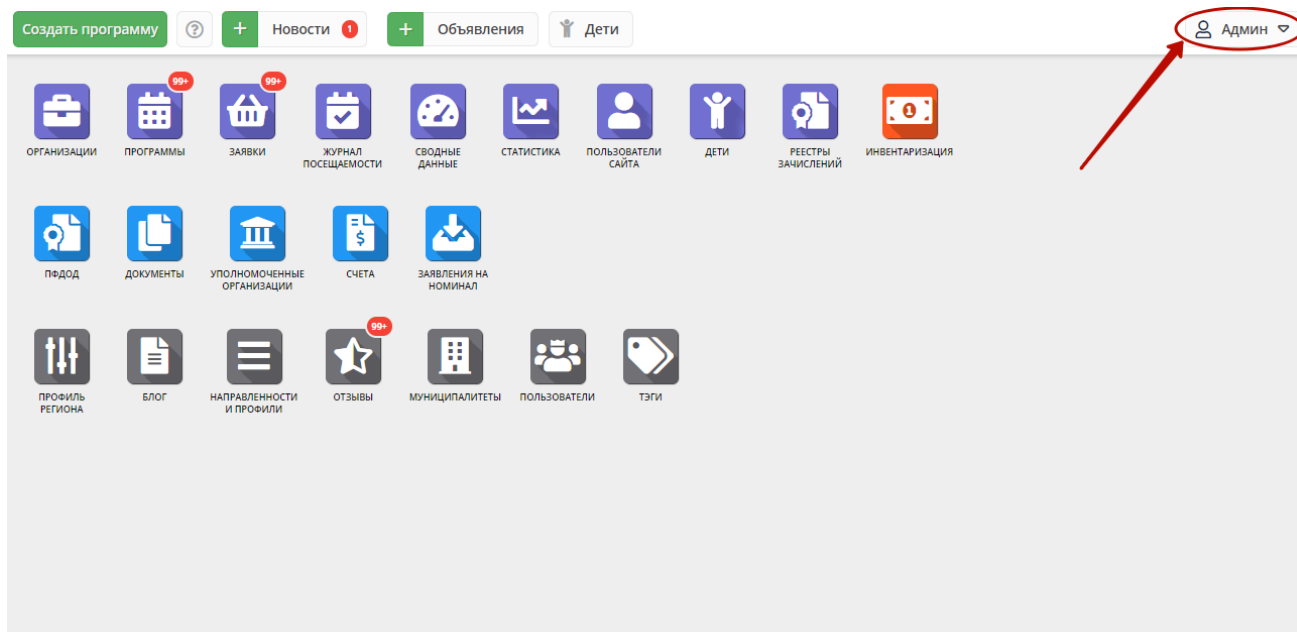 Создать программу ? + Новости 1 + Объявления Дети Админ
99+ 99+
1
ОРГАНИЗАЦИИ ПРОГРАММЫ ЗАЯВКИ ЖУРНАЛ СВОДНЫЕ СТАТИСТИКА ПОЛЬЗОВАТЕЛИ ДЕТИ РЕЕСТРЫ ИНВЕНТАРИЗАЦИЯ
ПОСЕЩАЕМОСТИ ДАННЫЕ САЙТА ЗАЧИСЛЕНИЙ
$
ПФДОД ДОКУМЕНТЫ УПОЛНОМОЧЕННЫЕ СЧЕТА ЗАЯВЛЕНИЯ НА
ОРГАНИЗАЦИИ НОМИНАЛ
99+
ПРОФИЛЬ БЛОГ НАПРАВЛЕННОСТИ ОТЗЫВЫ МУНИЦИПАЛИТЕТЫ ПОЛЬЗОВАТЕЛИ ТЭГИ
РЕГИОНА И ПРОФИЛИ